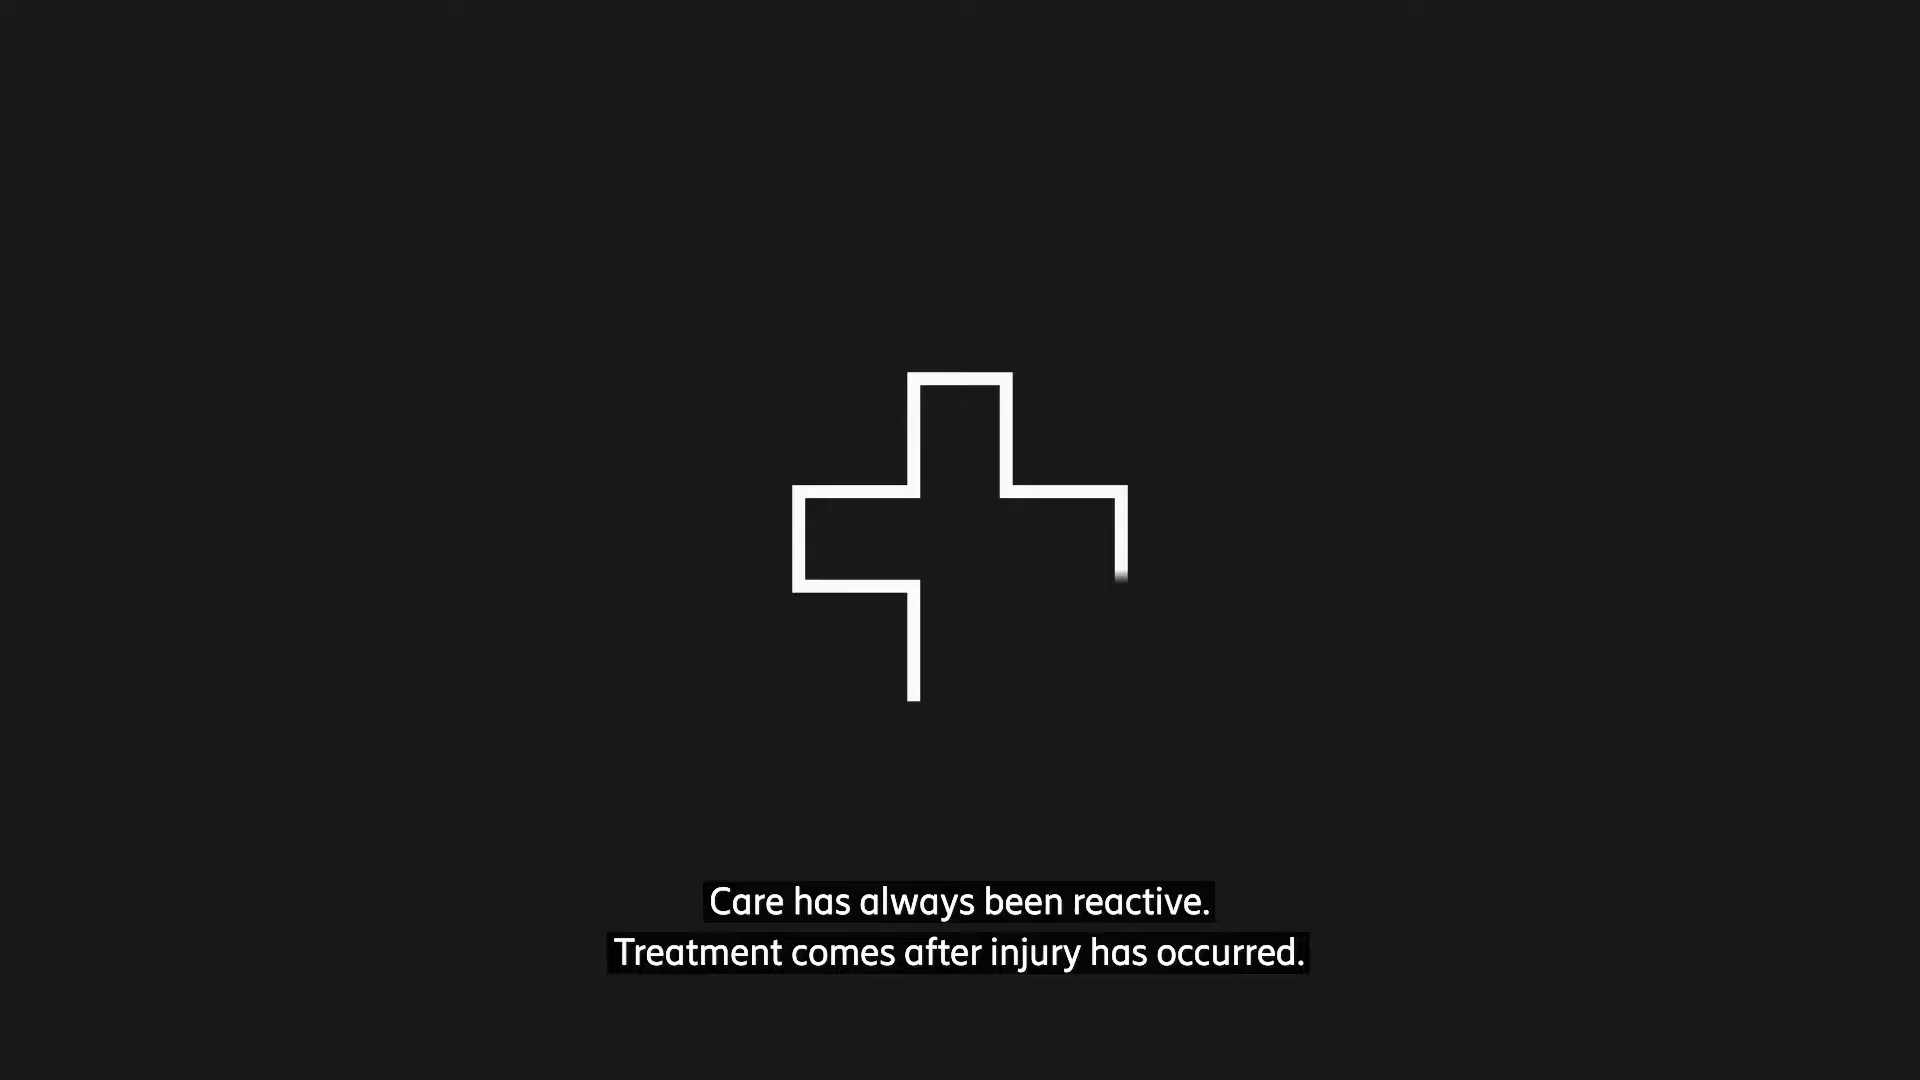 Care has always been reactive.
Treatment comes after injury has occurred.